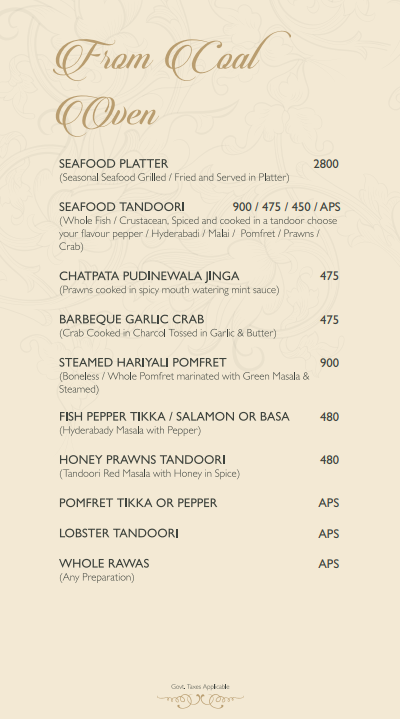 From Coal
Oven
SEAFOOD PLATTER 2800
(Seasonal Seafood Grilled / Fried and Served in Platter)
SEAFOOD TANDOORI 900 / 475 / 450 / APS
(Whole Fish / Crustacean, Spiced and cooked in a tandoor choose
your flavour pepper / Hyderabadi / Malai / Pomfret / Prawns /
Crab)
CHATPATA PUDINEWALA JINGA 475
(Prawns cooked in spicy mouth watering mint sauce)
BARBEQUE GARLIC CRAB 475
(Crab Cooked in Charcol Tossed in Garlic & Butter)
STEAMED HARIYALI POMFRET 900
(Boneless / Whole Pomfret marinated with Green Masala &
Steamed)
FISH PEPPER TIKKA / SALAMON OR BASA 480
(Hyderabady Masala with Pepper)
HONEY PRAWNS TANDOORI 480
(Tandoori Red Masala with Honey in Spice)
POMFRET TIKKA OR PEPPER APS
LOBSTER TANDOORI APS
WHOLE RAWAS APS
(Any Preparation)
Govt. Taxes Applicable